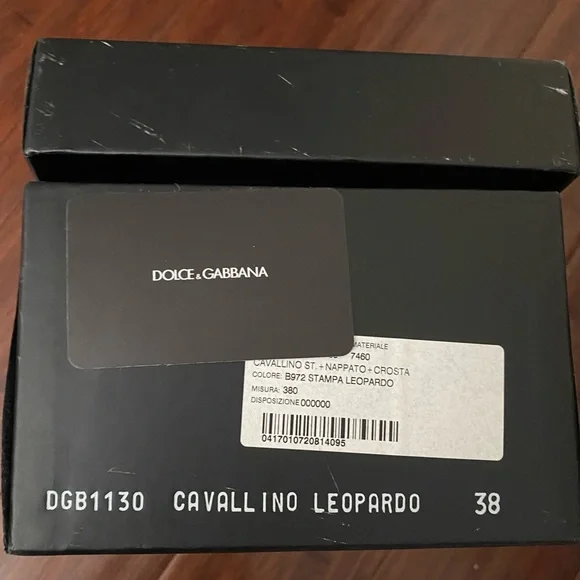 DOLCE & GABBANA
MATERIALE
7460
CAVALLINO ST.+NAPPATO+CROSTA
COLORE: B972 STAMPA LEOPARDO
MISURA: 380
DISPOSIZIONE 000000
0417010720814095
DGB1130 CAVALLINO LEOPARDO 38